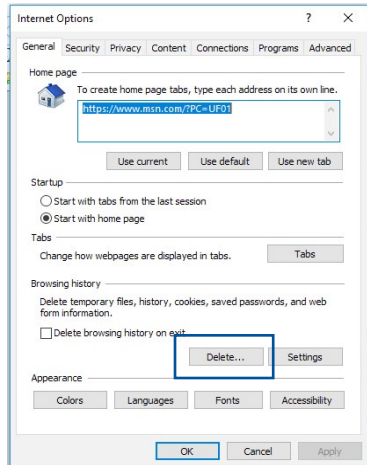 Internet Options ? X
General Security Privacy Content Connections Programs Advanced
Home page
To create home page tabs, type each address on its own line.
https://www.msn.com/?PC=UF01
Use current Use default Use new tab
Startup
Start with tabs from the last session
Start with home page
Tabs
Change how webpages are displayed in tabs. Tabs
Browsing history
Delete temporary files, history, cookies, saved passwords, and web
form information.
Delete browsing history on exit
Delete... Settings
Appearance
Colors Languages Fonts Accessibility
OK Cancel Apply